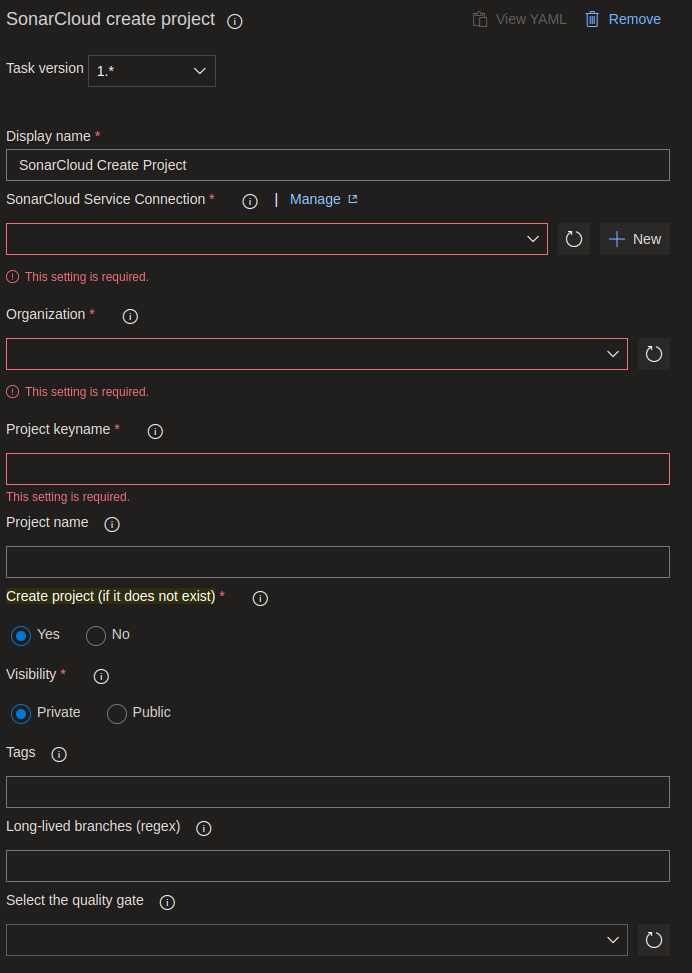 SonarCloud create project
View YAML
Remove
Task version
1.*
Display name *
SonarCloud Create Project
SonarCloud Service Connection *
| Manage
New
This setting is required.
Organization *
This setting is required.
Project keyname *
This setting is required.
Project name
Create project (if it does not exist) *
Yes
No
Visibility *
Private
Public
Tags
Long-lived branches (regex)
Select the quality gate